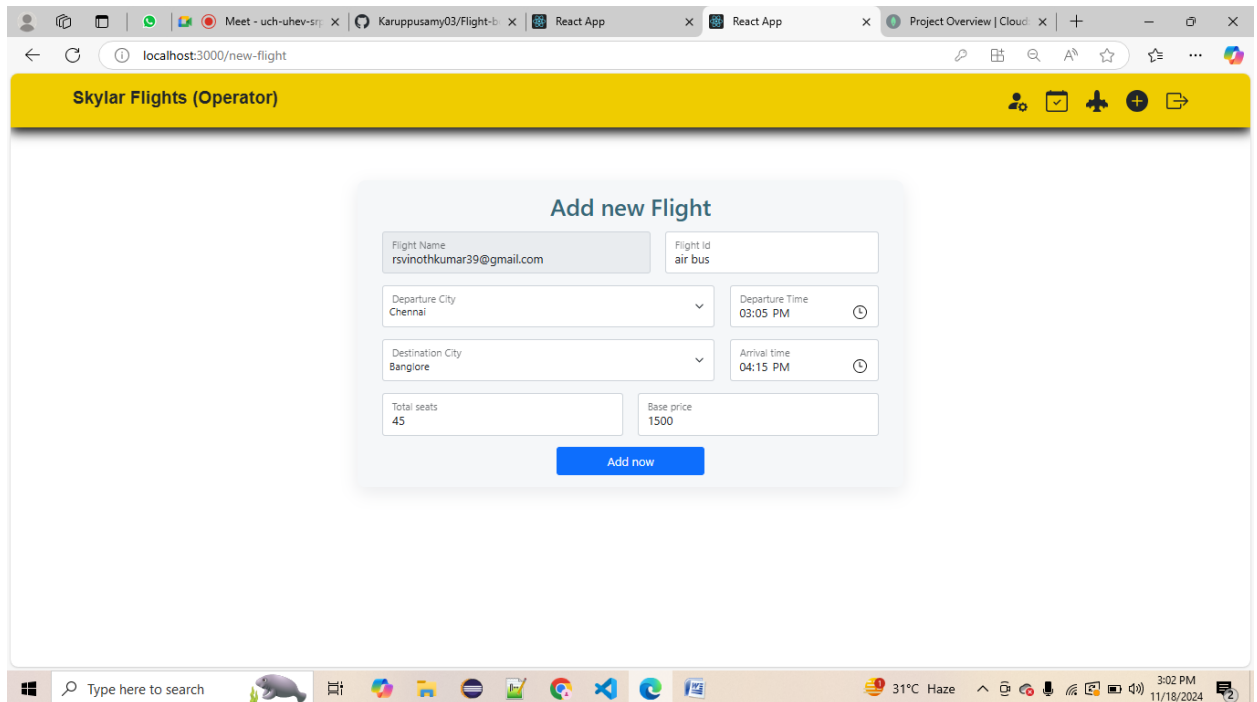 Meet - uch-uhev-srp
Karuppusamy03/Flight-b
React App
React App
Project Overview | Cloud:
localhost:3000/new-flight
Skylar Flights (Operator)
Add new Flight
Flight Name
rsvinothkumar39@gmail.com
Flight Id
air bus
Departure City
Chennai
Departure Time
03:05 PM
Destination City
Banglore
Arrival time
04:15 PM
Total seats
45
Base price
1500
Add now
Type here to search
31°C Haze
3:02 PM
11/18/2024